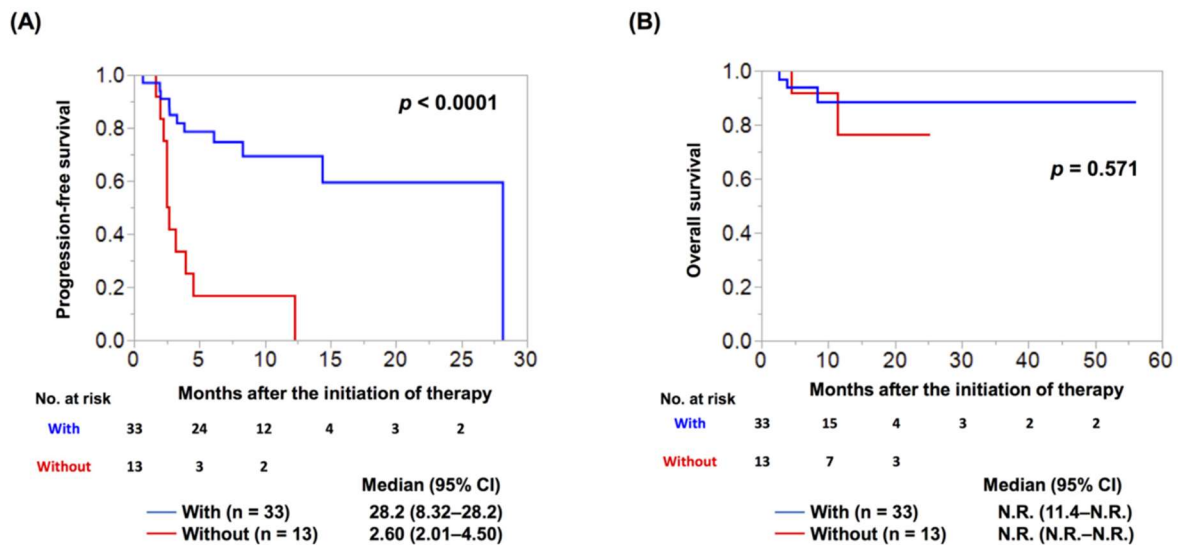 (A)
Progression-free survival
1.0
0.8
0.6
0.4
0.2
0.0
p < 0.0001
0 5 10 15 20 25 30
Months after the initiation of therapy
No. at risk
With 33 24 12 4 3 2
Without 13 3 2
Median (95% CI)
With (n = 33) 28.2 (8.32–28.2)
Without (n = 13) 2.60 (2.01–4.50)
(B)
Overall survival
1.0
0.8
0.6
0.4
0.2
0.0
p = 0.571
0 10 20 30 40 50 60
Months after the initiation of therapy
No. at risk
With 33 15 4 3 2 2
Without 13 7 3
Median (95% CI)
With (n = 33) N.R. (11.4–N.R.)
Without (n = 13) N.R. (N.R.–N.R.)